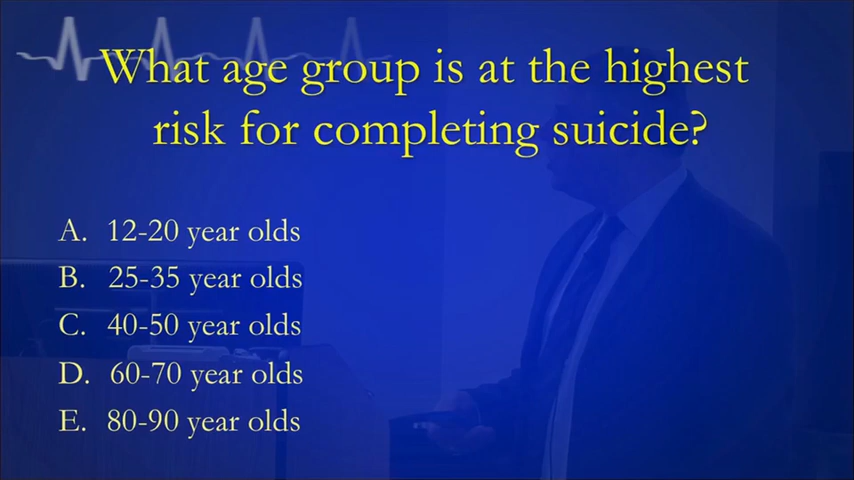 What age group is at the highest
risk for completing suicide?
A. 12-20 year olds
B. 25-35 year olds
C. 40-50 year olds
D. 60-70 year olds
E. 80-90 year olds